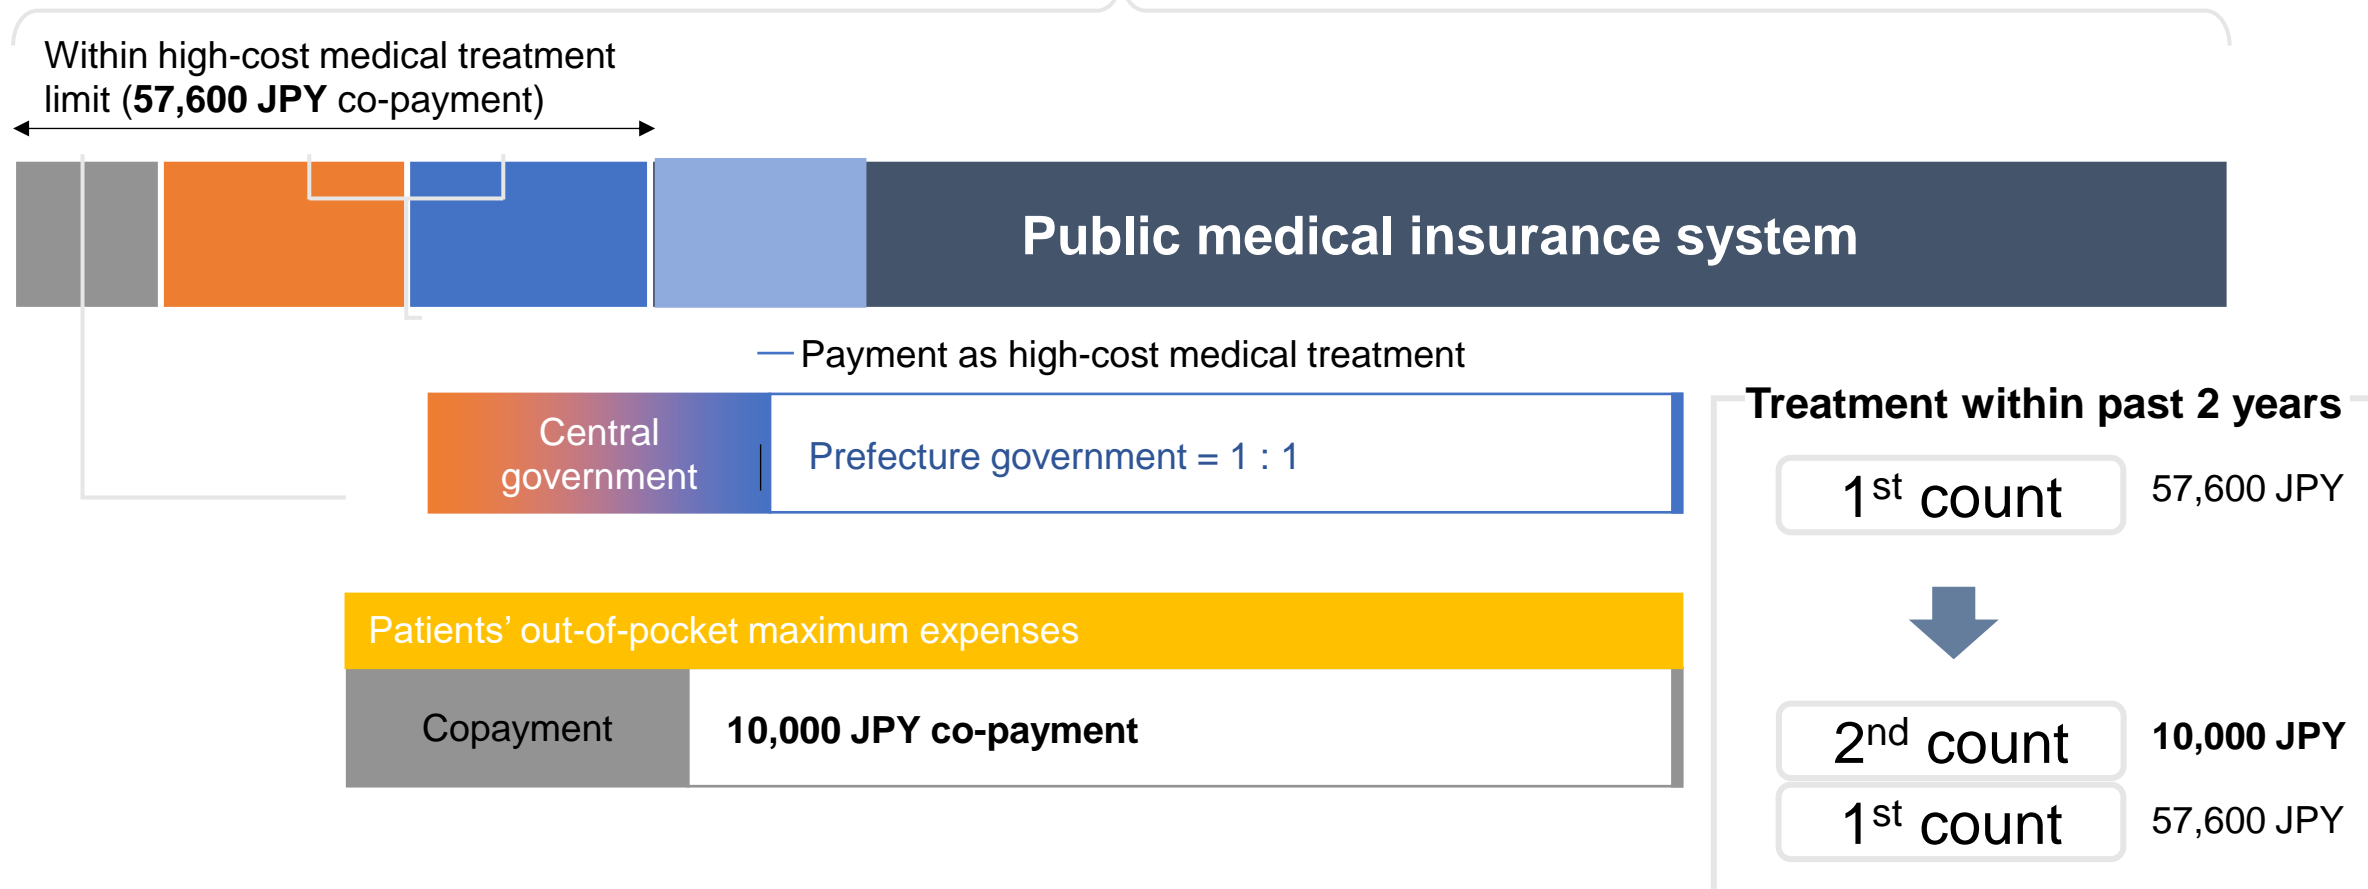 Within high-cost medical treatment
limit (57,600 JPY co-payment)
Public medical insurance system
Payment as high-cost medical treatment
Central
government
Prefecture government = 1 : 1
Patients’ out-of-pocket maximum expenses
Copayment
10,000 JPY co-payment
Treatment within past 2 years
1st count 57,600 JPY
2nd count 10,000 JPY
1st count 57,600 JPY